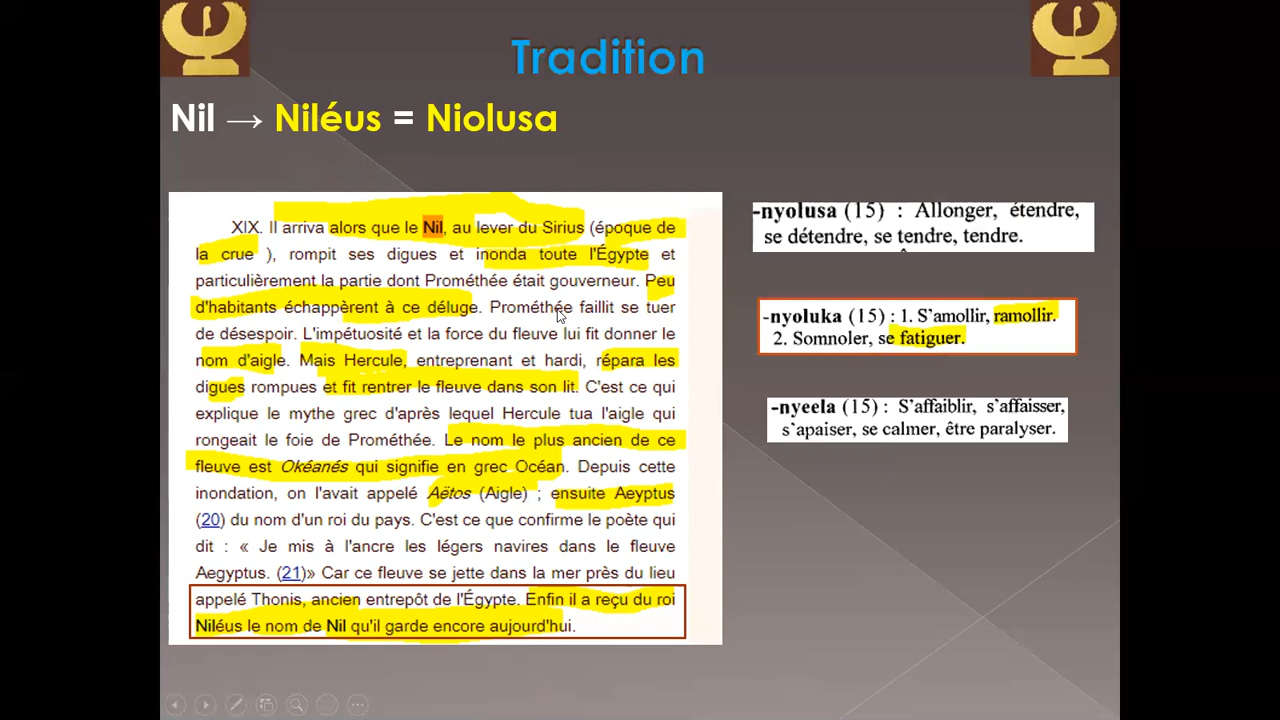 Tradition
Nil → Niléus = Niolusa
XIX. Il arriva alors que le Nil, au lever du Sirius (époque de
la crue ), rompit ses digues et inonda toute l'Égypte et
particulièrement la partie dont Prométhée était gouverneur. Peu
d'habitants échappèrent à ce déluge. Prométhée faillit se tuer
de désespoir. L'impétuosité et la force du fleuve lui fit donner le
nom d'aigle. Mais Hercule, entreprenant et hardi, répara les
digues rompues et fit rentrer le fleuve dans son lit. C'est ce qui
explique le mythe grec d'après lequel Hercule tua l'aigle qui
rongeait le foie de Prométhée. Le nom le plus ancien de ce
fleuve est Okéanés qui signifie en grec Océan. Depuis cette
inondation, on l'avait appelé Aëtos (Aigle) ; ensuite Aeyptus
(20) du nom d'un roi du pays. C'est ce que confirme le poète qui
dit : « Je mis à l'ancre les légers navires dans le fleuve
Aegyptus. (21)» Car ce fleuve se jette dans la mer près du lieu
appelé Thonis, ancien entrepôt de l'Égypte. Enfin il a reçu du roi
Niléus le nom de Nil qu'il garde encore aujourd'hui.
-nyolusa (15) : Allonger, étendre,
se détendre, se tendre, tendre.
-nyoluka (15) : 1. S'amollir, ramollir.
2. Somnoler, se fatiguer.
-nyeela (15) : S'affaiblir, s'affaisser,
s'apaiser, se calmer, être paralyser.